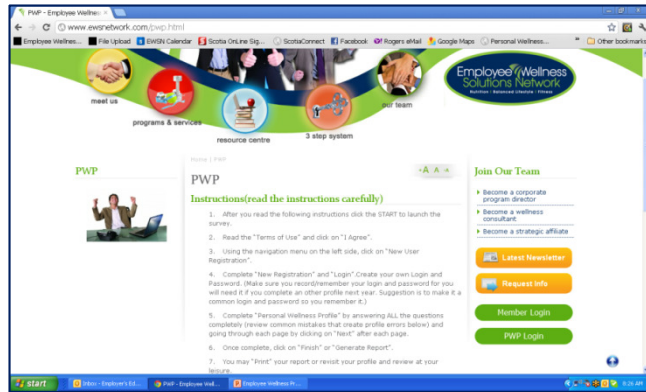 PWP - Employee Wellnes
www.ewsnetwork.com/pwp.html
Employee Wellnes... File Upload EWSN Calendar Scotia OnLine Sig... ScotiaConnect Facebook Rogers eMail Google Maps Personal Wellness... » Other bookmarks
meet us
programs & services
resource centre
3 step system
our team
Employee Wellness
Solutions Network
Nutrition • Balanced Lifestyle • Fitness
Home | PWP
+A A -A
PWP
PWP
Instructions(read the instructions carefully)
1. After you read the following instructions click the START to launch the
survey.
2. Read the "Terms of Use" and click on "I Agree".
3. Using the navigation menu on the left side, click on "New User
Registration".
4. Complete "New Registration" and "Login".Create your own Login and
Password. (Make sure you record/remember your login and password for you
will need it if you complete an other profile next year. Suggestion is to make it a
common login and password so you remember it.)
5. Complete "Personal Wellness Profile" by answering ALL the questions
completely (review common mistakes that create profile errors below) and
going through each page by clicking on "Next" after each page.
6. Once complete, click on "Finish" or "Generate Report".
7. You may "Print" your report or revisit your profile and review at your
leisure.
Join Our Team
Become a corporate
program director
Become a wellness
consultant
Become a strategic affiliate
Latest Newsletter
Request Info
Member Login
PWP Login
start
Inbox - Employer's Ed...
PWP - Employee Well...
Employee Wellness Pr...
8:26 AM